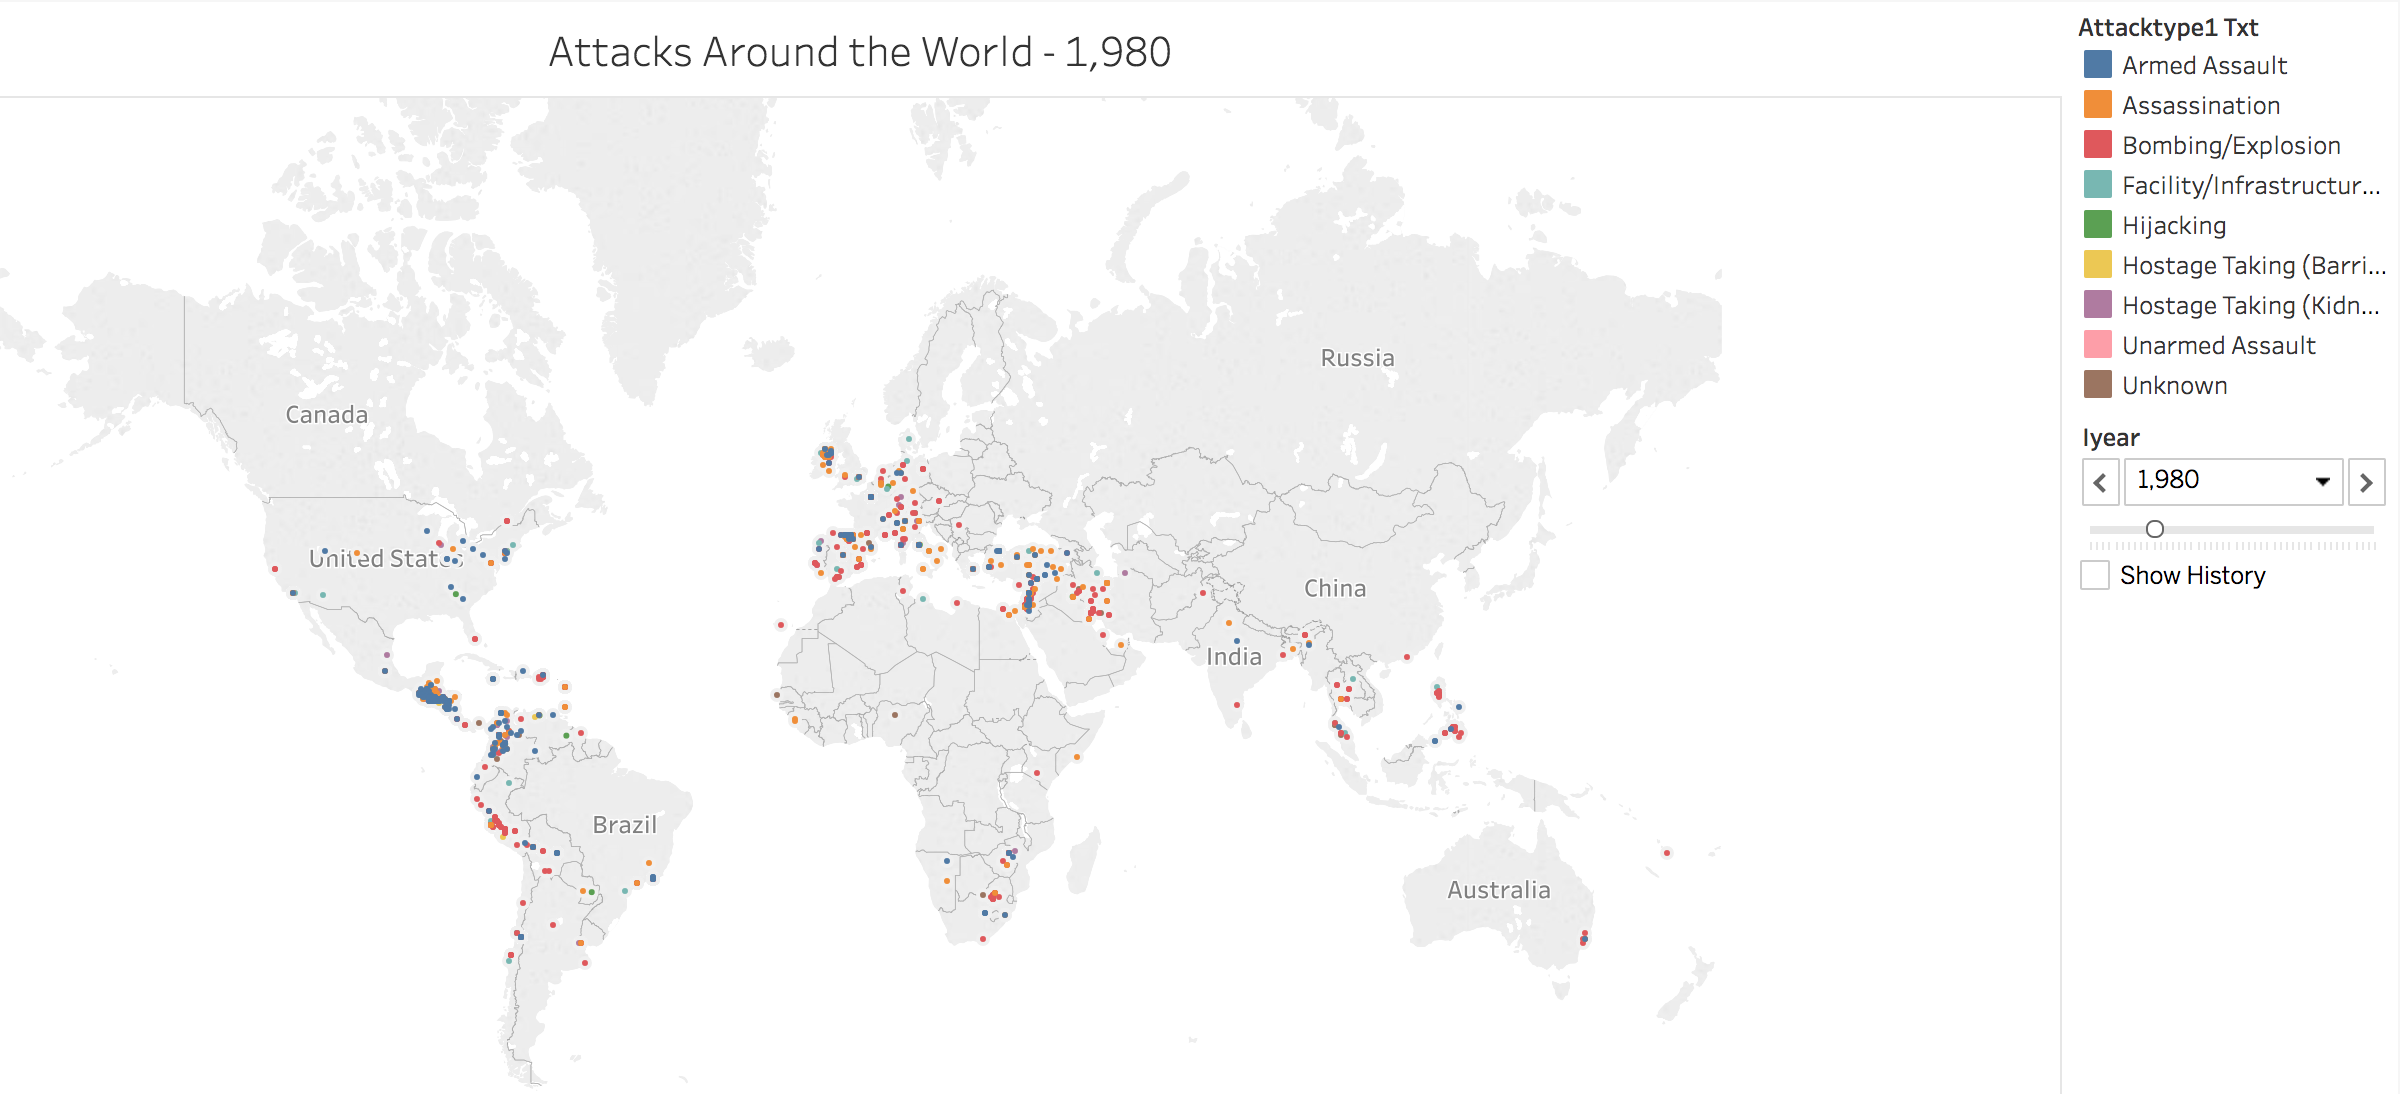 Attacks Around the World - 1,980
Attacktype1 Txt
Armed Assault
Assassination
Bombing/Explosion
Facility/Infrastructur...
Hijacking
Hostage Taking (Barri...
Hostage Taking (Kidn...
Unarmed Assault
Unknown
Iyear
1,980
Show History
Russia
Canada
United States
China
India
Brazil
Australia